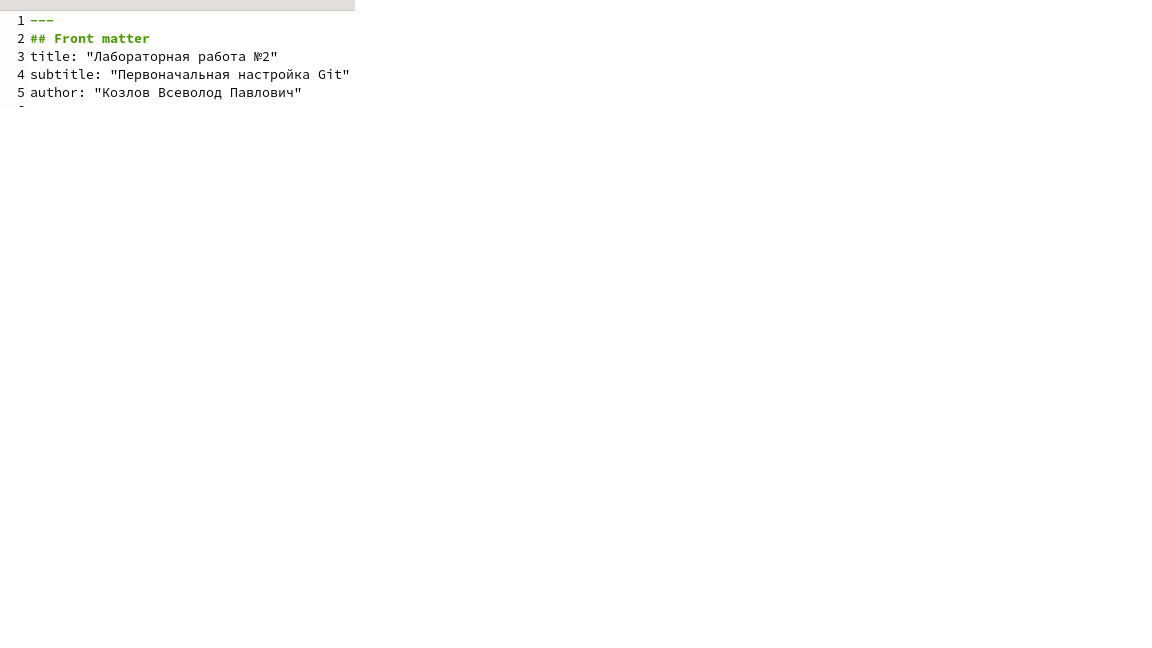 1 ---
2 ## Front matter
3 title: "Лабораторная работа №2"
4 subtitle: "Первоначальная настройка Git"
5 author: "Козлов Всеволод Павлович"